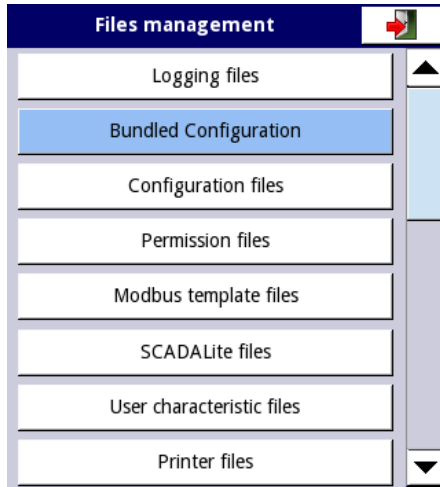 Files management
Logging files
Bundled Configuration
Configuration files
Permission files
Modbus template files
SCADALite files
User characteristic files
Printer files